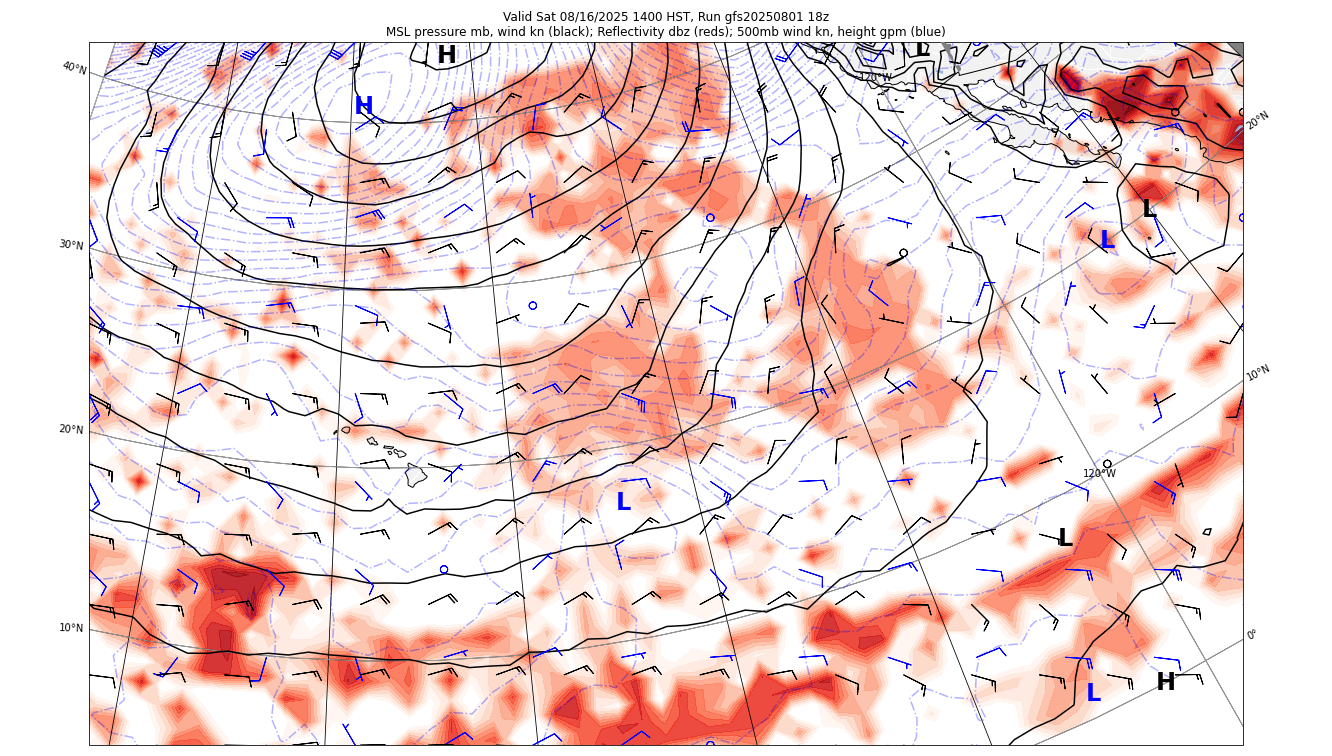 Valid Sat 08/16/2025 1400 HST, Run gfs20250801 18z
MSL pressure mb, wind kn (black); Reflectivity dbz (reds); 500mb wind kn, height gpm (blue)
H
L
40°N
120°W
H
20°N
L
L
30°N
10°N
20°N
120°W
L
L
10°N
0°
H
L